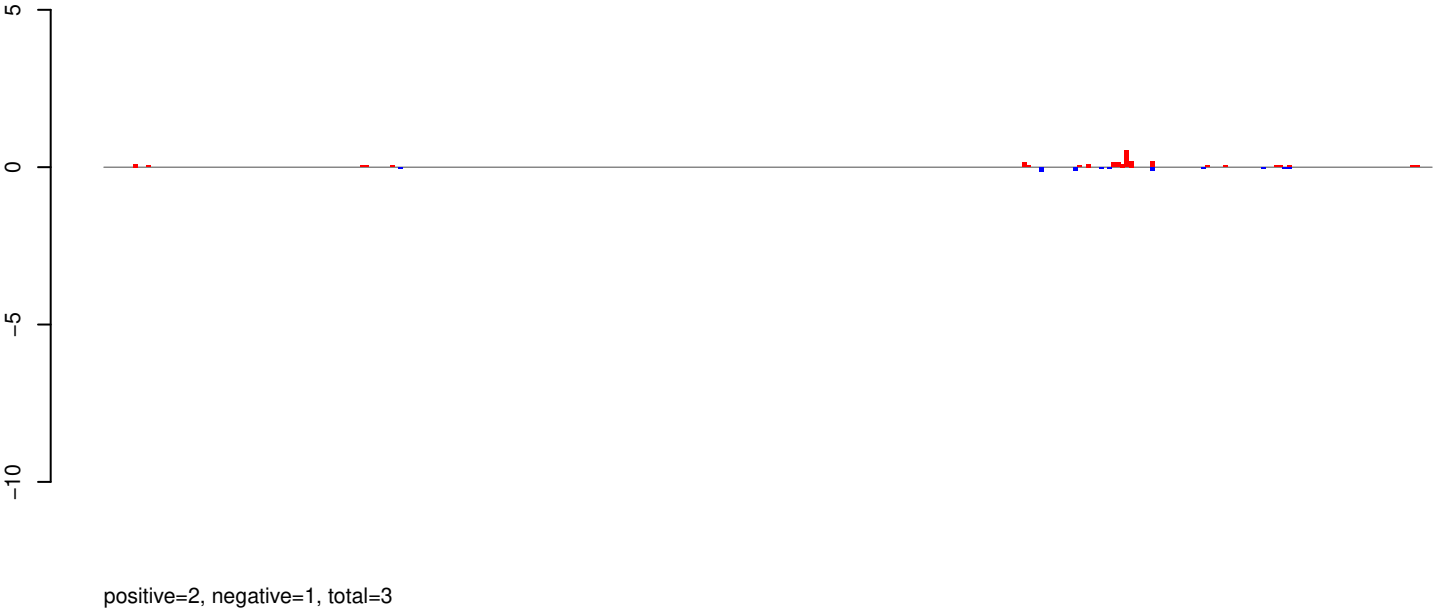 5
0
−5
−10
positive=2, negative=1, total=3